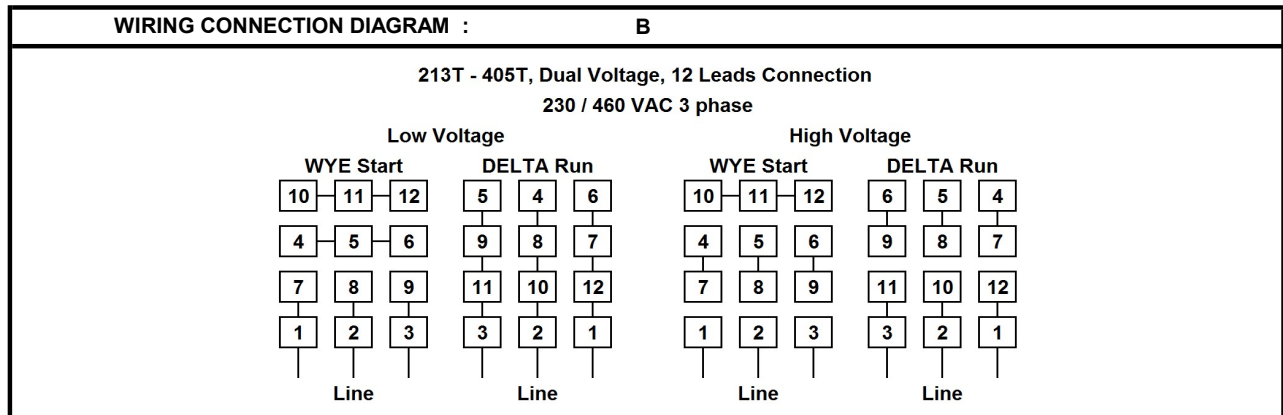 WIRING CONNECTION DIAGRAM : B
213T - 405T, Dual Voltage, 12 Leads Connection
230 / 460 VAC 3 phase
Low Voltage High Voltage
WYE Start DELTA Run WYE Start DELTA Run
10 11 12 5 4 6 10 11 12 6 5 4
4 5 6 9 8 7 4 5 6 9 8 7
7 8 9 11 10 12 7 8 9 11 10 12
1 2 3 3 2 1 1 2 3 3 2 1
Line Line Line Line